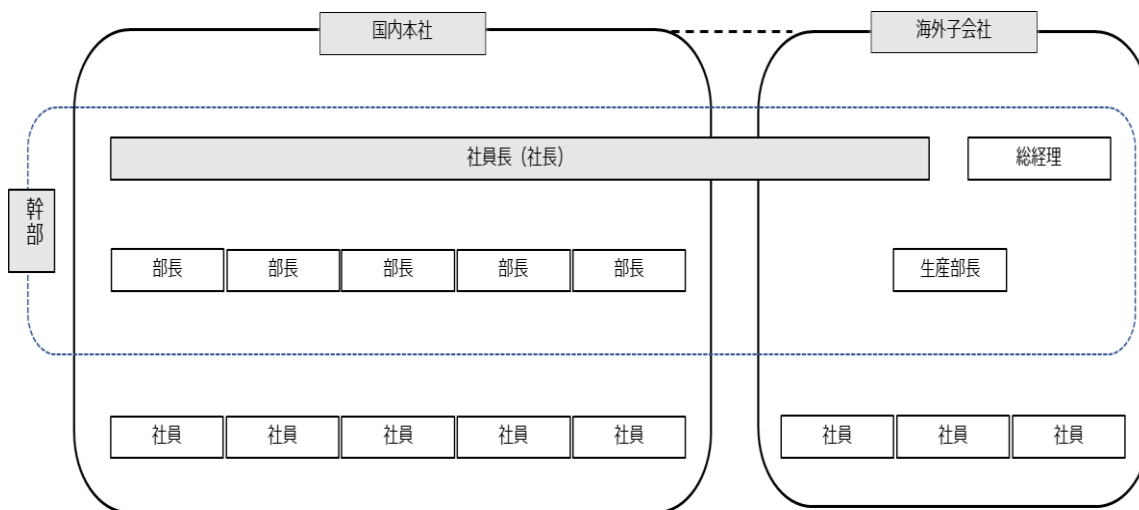 国内本社
海外子会社
社員長（社長）
総経理
幹部
部長
部長
部長
部長
部長
生産部長
社員
社員
社員
社員
社員
社員
社員
社員